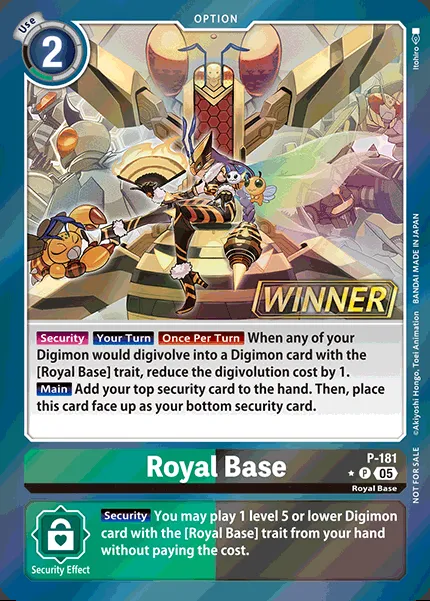 OPTION
Use
2
Itohiro
WINNER
Security Your Turn Once Per Turn When any of your
Digimon would digivolve into a Digimon card with the
[Royal Base] trait, reduce the digivolution cost by 1.
Main Add your top security card to the hand. Then, place
this card face up as your bottom security card.
©Akiyoshi Hongo, Toei Animation BANDAI MADE IN JAPAN
NOT FOR SALE
Royal Base
P-181
P 05
Royal Base
Security You may play 1 level 5 or lower Digimon
card with the [Royal Base] trait from your hand
without paying the cost.
Security Effect